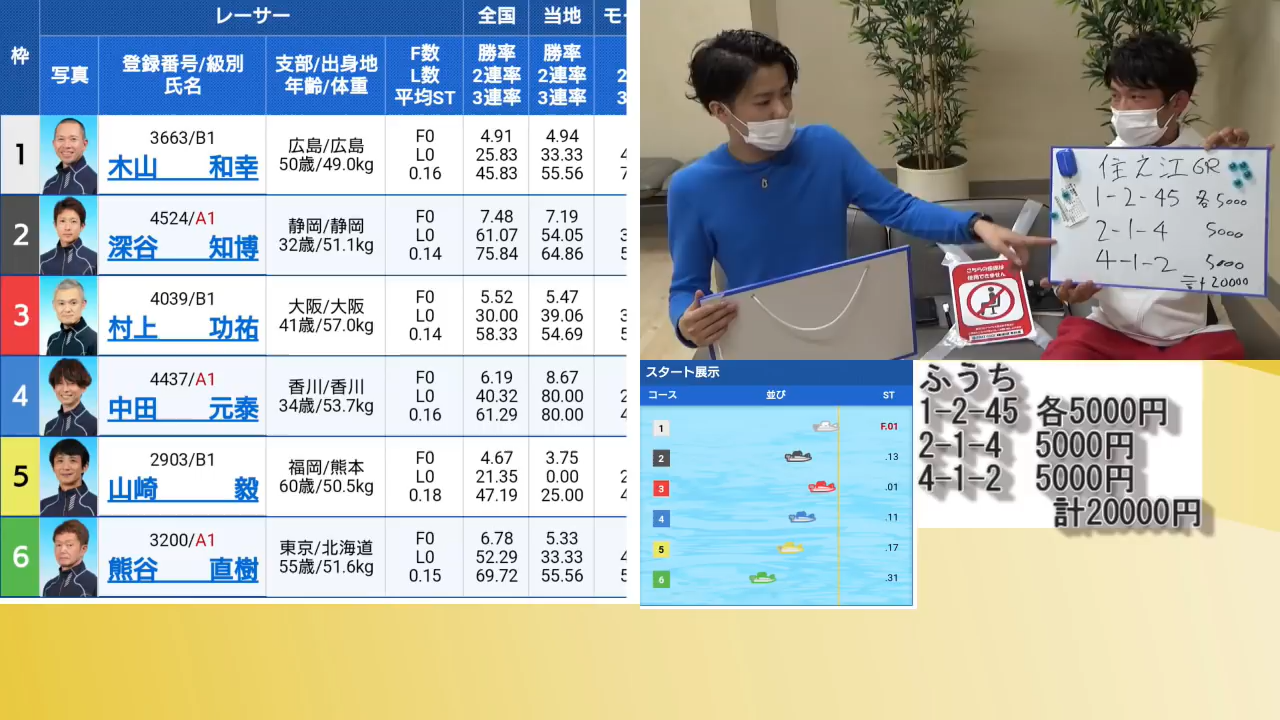 枠
レーサー
全国
当地
写真
登録番号/級別
氏名
支部/出身地
年齢/体重
F数
L数
平均ST
勝率
2連率
3連率
勝率
2連率
3連率
1
3663/B1
木山 和幸
広島/広島
50歳/49.0kg
F0
L0
0.16
4.91
25.83
45.83
4.94
33.33
55.56
2
4524/A1
深谷 知博
静岡/静岡
32歳/51.1kg
F0
L0
0.14
7.48
61.07
75.84
7.19
54.05
64.86
3
4039/B1
村上 功祐
大阪/大阪
41歳/57.0kg
F0
L0
0.14
5.52
30.00
58.33
5.47
39.06
54.69
4
4437/A1
中田 元泰
香川/香川
34歳/53.7kg
F0
L0
0.16
6.19
40.32
61.29
8.67
80.00
80.00
5
2903/B1
山崎 毅
福岡/熊本
60歳/50.5kg
F0
L0
0.18
4.67
21.35
47.19
3.75
0.00
25.00
6
3200/A1
熊谷 直樹
東京/北海道
55歳/51.6kg
F0
L0
0.15
6.78
52.29
69.72
5.33
33.33
55.56
住之江 6R
1-2-45 各5000
2-1-4 5000
4-1-2 5000
計20000
こちらの座席は
使用できません
スタート展示
コース 並び ST
1 F.01
2 .13
3 .01
4 .11
5 .17
6 .31
ふうち
1-2-45 各5000円
2-1-4 5000円
4-1-2 5000円
計20000円